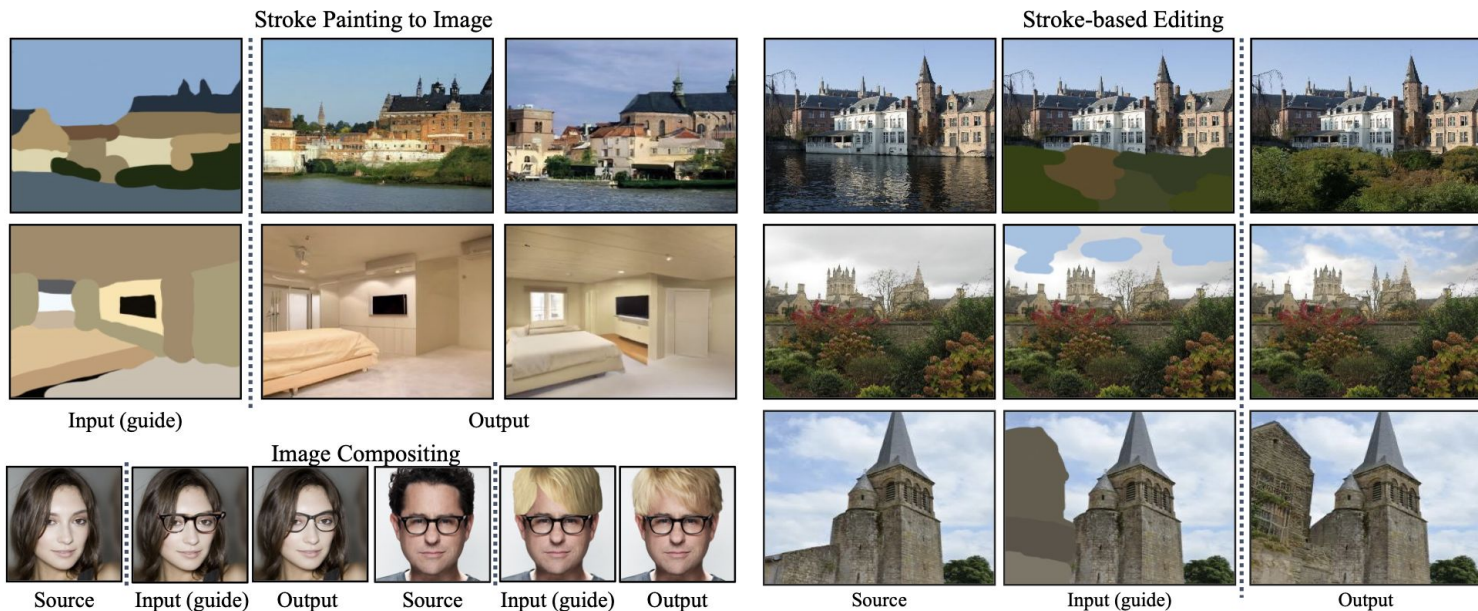 Stroke Painting to Image
Input (guide)
Output
Image Compositing
Source
Input (guide)
Output
Source
Input (guide)
Output
Stroke-based Editing
Source
Input (guide)
Output